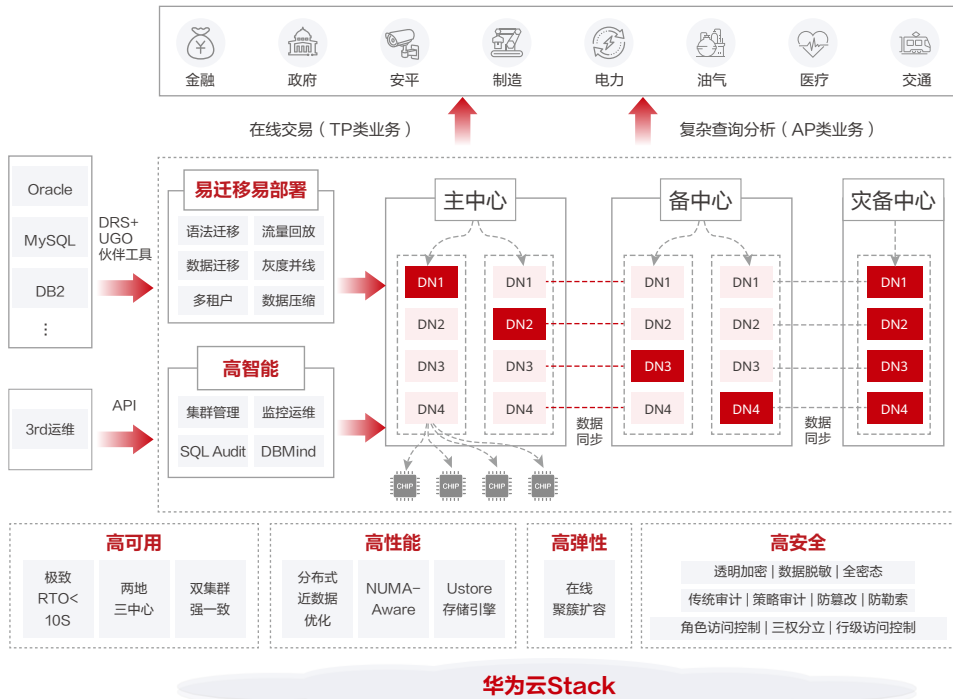 金融
政府
安平
制造
电力
油气
医疗
交通
在线交易（TP类业务）
复杂查询分析（AP类业务）
Oracle
MySQL
DB2
⋮
DRS+
UGO
伙伴工具
易迁移易部署
语法迁移
流量回放
数据迁移
灰度并线
多租户
数据压缩
3rd运维
API
高智能
集群管理
监控运维
SQL Audit
DBMind
主中心
DN1
DN2
DN3
DN4
DN1
DN2
DN3
DN4
CHIP
CHIP
CHIP
CHIP
数据
同步
备中心
DN1
DN2
DN3
DN4
DN1
DN2
DN3
DN4
数据
同步
灾备中心
DN1
DN2
DN3
DN4
高可用
极致
RTO<
10S
两地
三中心
双集群
强一致
高性能
分布式
近数据
优化
NUMA-
Aware
Ustore
存储引擎
高弹性
在线
聚簇扩容
高安全
透明加密 | 数据脱敏 | 全密态
传统审计 | 策略审计 | 防篡改 | 防勒索
角色访问控制 | 三权分立 | 行级访问控制
华为云Stack